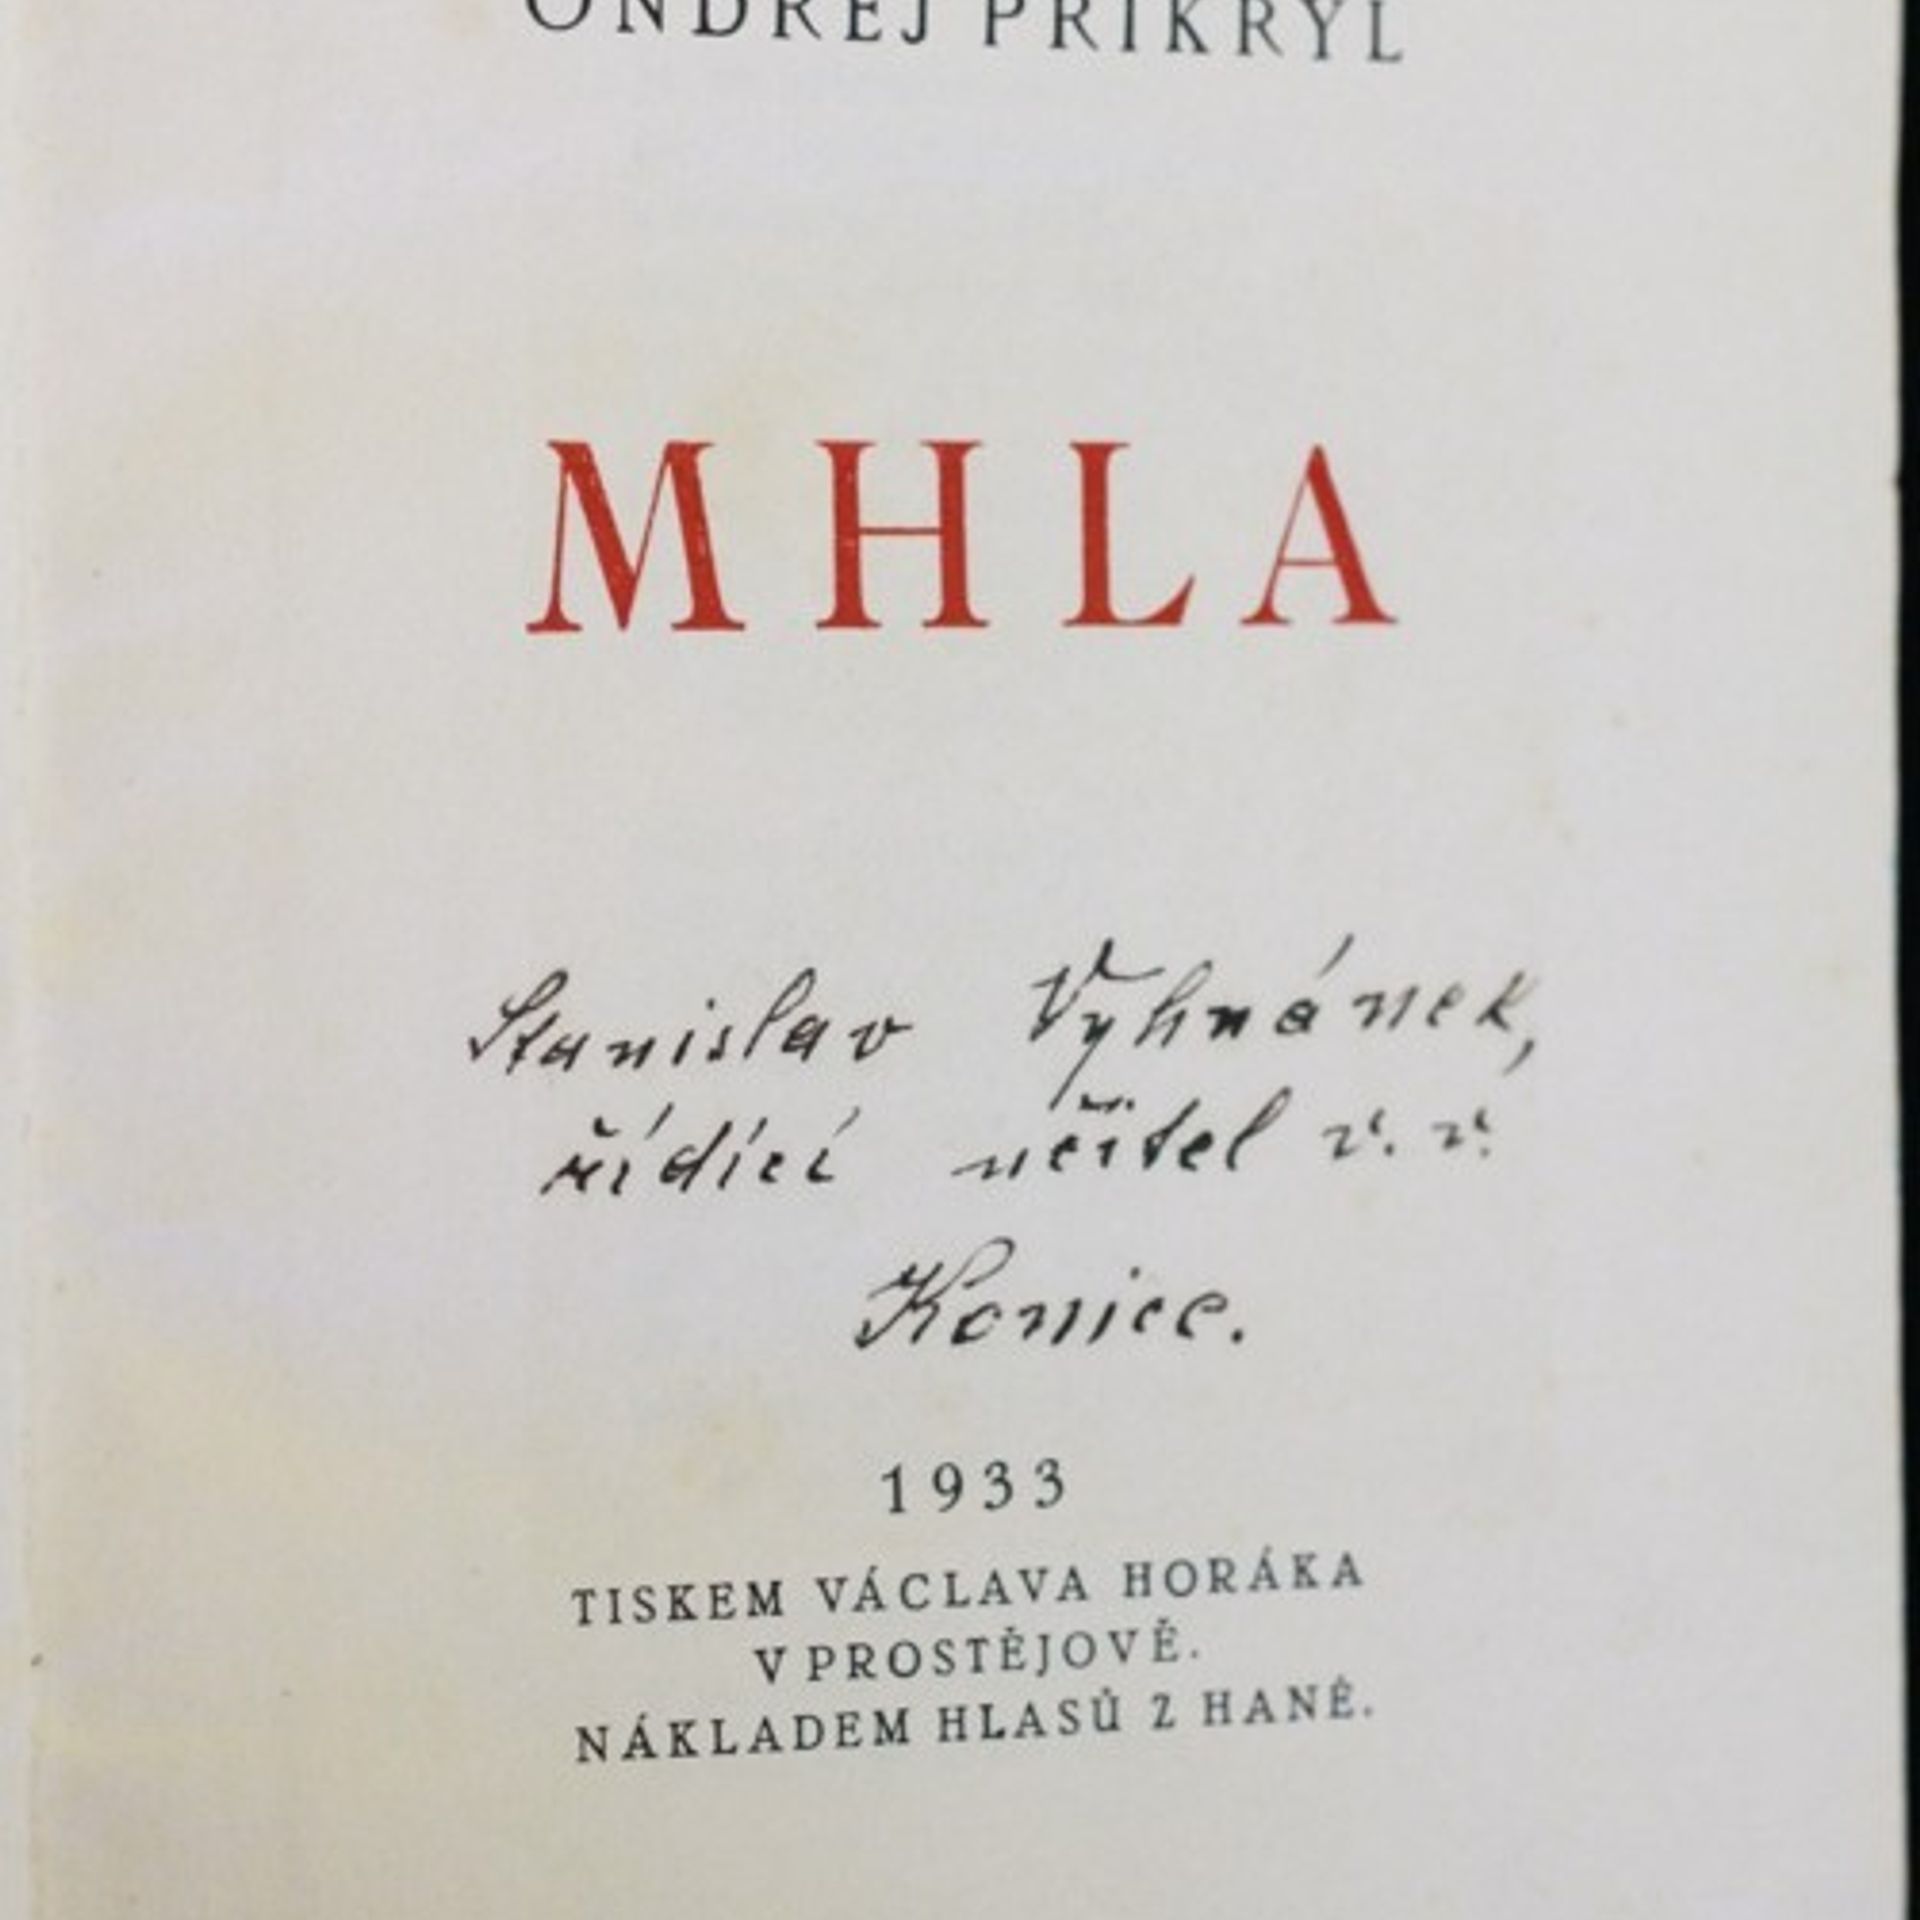 ONDŘEJ PŘIKRYL
MHLA
Stanislav Vyhnánek,
řídící učitel v. v.
Konice.
1933
TISKEM VÁCLAVA HORÁKA
V PROSTĚJOVĚ.
NÁKLADEM HLASŮ Z HANÉ.